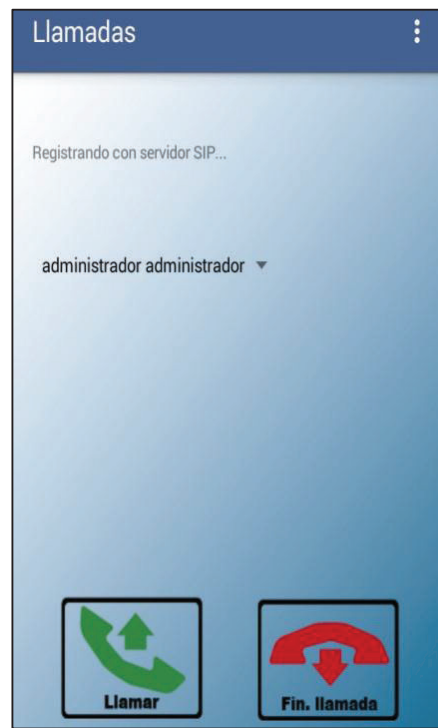 Llamadas
Registrando con servidor SIP...
administrador administrador
Llamar
Fin. llamada